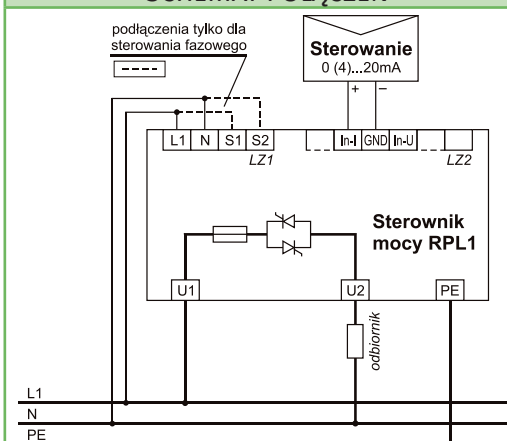 SCHEMAT POŁĄCZEŃ
podłączenia tylko dla
sterowania fazowego
Sterowanie
0 (4)...20mA
+ −
L1 N S1 S2
LZ1
In-I GND In-U
LZ2
Sterownik
mocy RPL1
U1 U2 PE
odbiornik
L1
N
PE